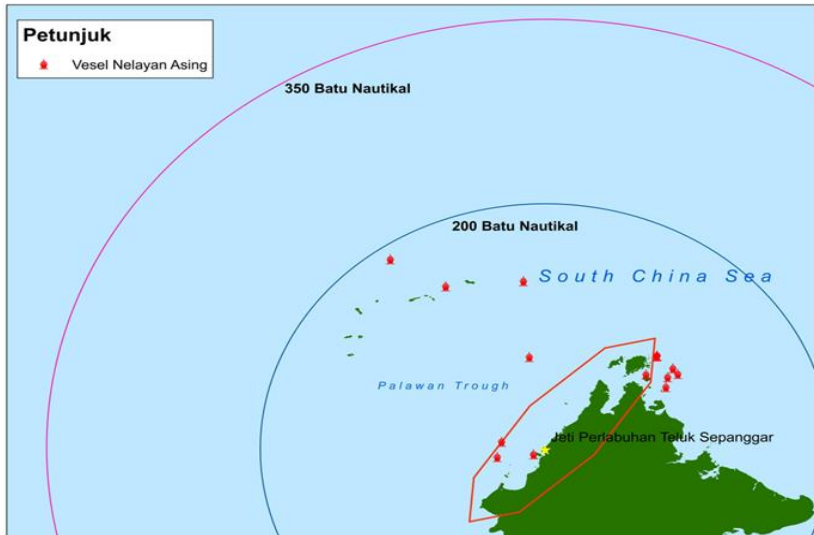 Petunjuk
Vesel Nelayan Asing
350 Batu Nautikal
200 Batu Nautikal
South China Sea
Palawan Trough
Jeti Perlabuhan Teluk Sepanggar